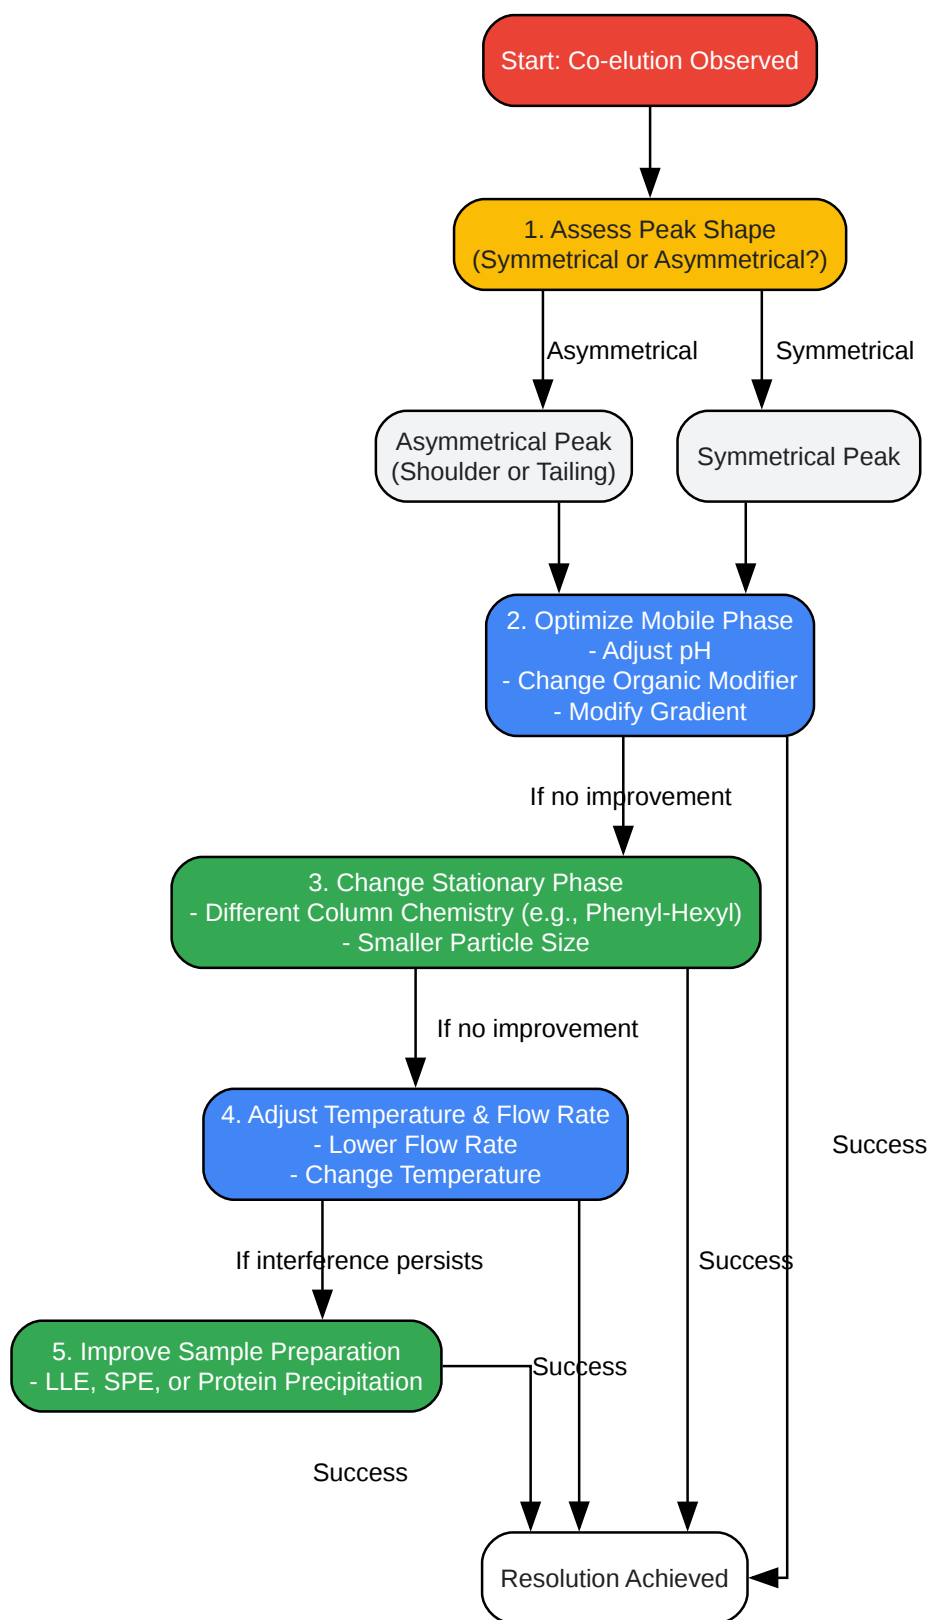 Start: Co-elution Observed
1. Assess Peak Shape
(Symmetrical or Asymmetrical?)
Asymmetrical
Symmetrical
Asymmetrical Peak
(Shoulder or Tailing)
Symmetrical Peak
2. Optimize Mobile Phase
- Adjust pH
- Change Organic Modifier
- Modify Gradient
If no improvement
3. Change Stationary Phase
- Different Column Chemistry (e.g., Phenyl-Hexyl)
- Smaller Particle Size
If no improvement
4. Adjust Temperature & Flow Rate
- Lower Flow Rate
- Change Temperature
Success
If interference persists
Success
5. Improve Sample Preparation
- LLE, SPE, or Protein Precipitation
Success
Success
Resolution Achieved